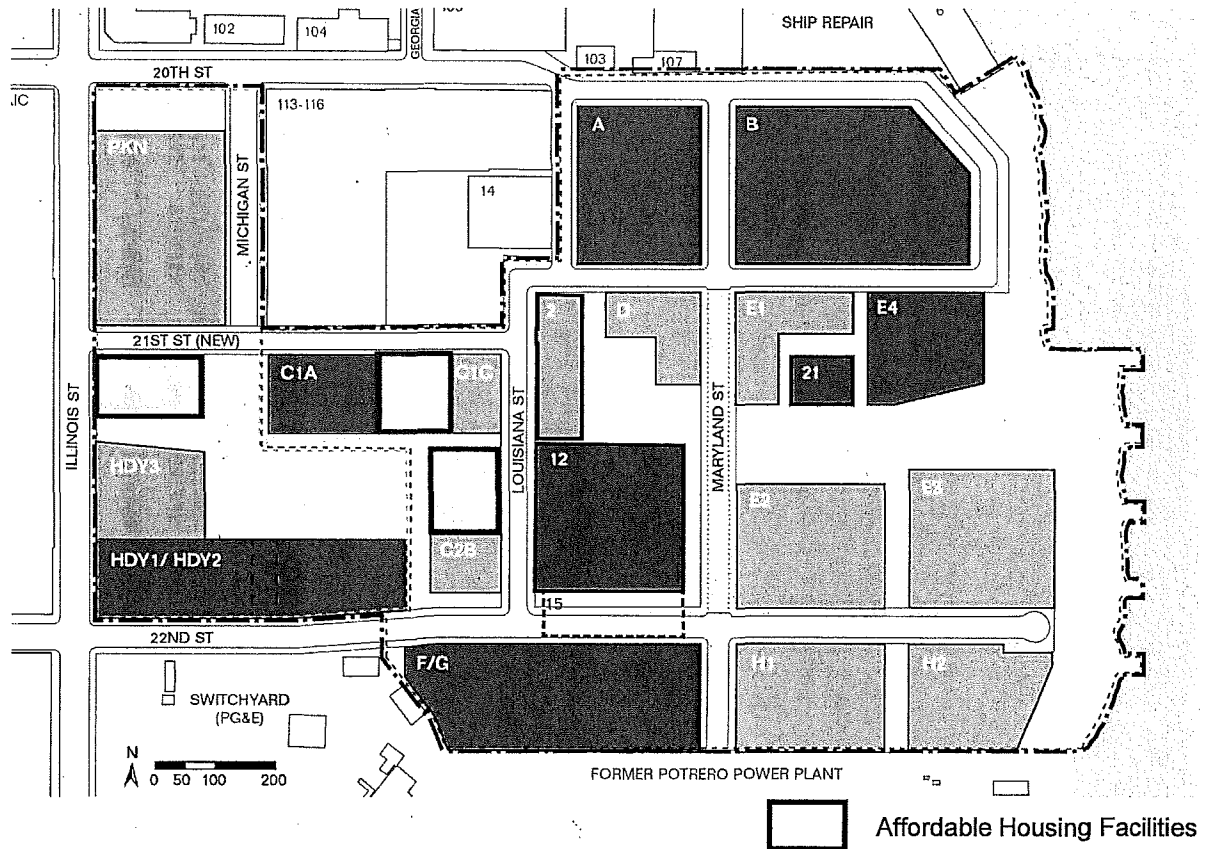 SHIP REPAIR
6
102
104
GEORGIA
103
107
20TH ST
113-116
A
B
PKN
MICHIGAN ST
14
21ST ST (NEW)
2
D
E1
E4
C1A
C1C
21
ILLINOIS ST
LOUISIANA ST
MARYLAND ST
HDY3
12
E2
E3
HDY1/ HDY2
C2B
15
22ND ST
F/G
H1
H2
SWITCHYARD
(PG&E)
N
0 50 100 200
FORMER POTRERO POWER PLANT
Affordable Housing Facilities